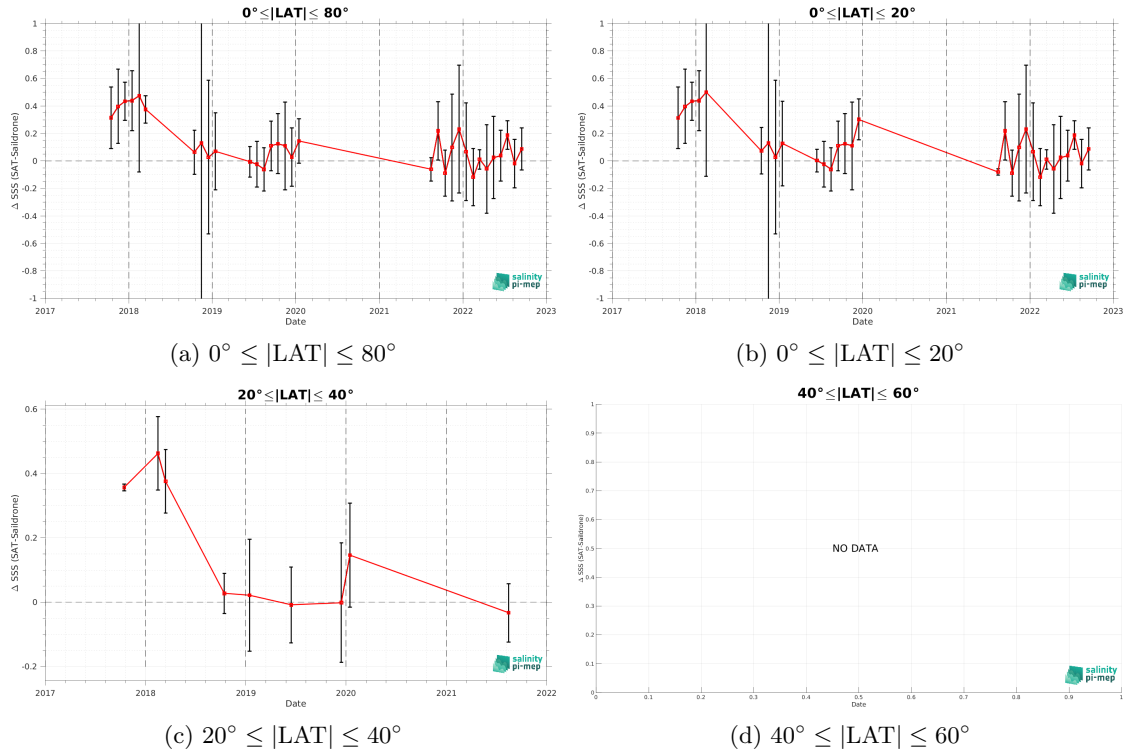 0°≤|LAT|≤ 80°
1
0.8
0.6
0.4
0.2
0
-0.2
-0.4
-0.6
-0.8
-1
Δ SSS (SAT-Saildrone)
2017 2018 2019 2020 2021 2022 2023
Date
salinity
pi-mep
(a) 0° ≤ |LAT| ≤ 80°
0°≤|LAT|≤ 20°
1
0.8
0.6
0.4
0.2
0
-0.2
-0.4
-0.6
-0.8
-1
Δ SSS (SAT-Saildrone)
2017 2018 2019 2020 2021 2022 2023
Date
salinity
pi-mep
(b) 0° ≤ |LAT| ≤ 20°
20°≤|LAT|≤ 40°
0.6
0.4
0.2
0
-0.2
Δ SSS (SAT-Saildrone)
2017 2018 2019 2020 2021 2022
Date
salinity
pi-mep
(c) 20° ≤ |LAT| ≤ 40°
40°≤|LAT|≤ 60°
1
0.9
0.8
0.7
0.6
0.5
0.4
0.3
0.2
0.1
0
Δ SSS (SAT-Saildrone)
NO DATA
0 0.1 0.2 0.3 0.4 0.5 0.6 0.7 0.8 0.9 1
Date
salinity
pi-mep
(d) 40° ≤ |LAT| ≤ 60°